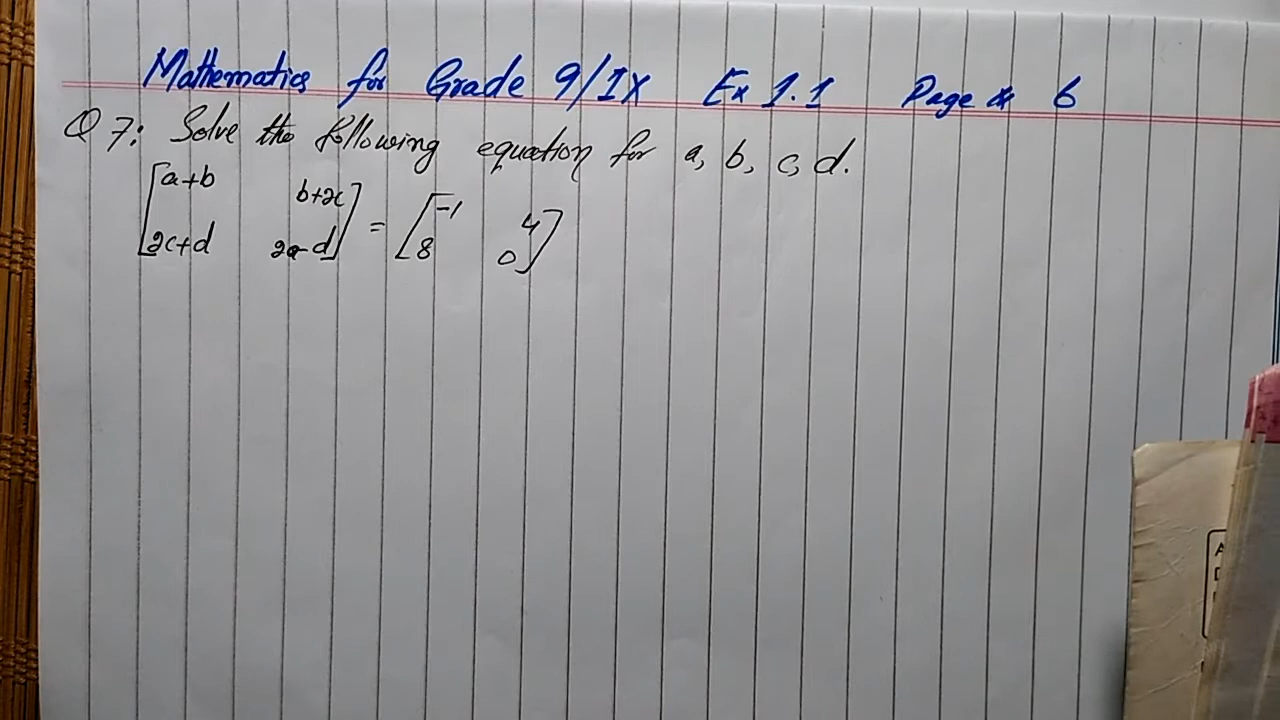 Mathematics for Grade 9/IX Ex 1.1 Page # 6
Q 7: Solve the following equation for a, b, c, d.
[a+b b+2c] = [-1 4]
[2c+d 2a-d] [8 0]
A